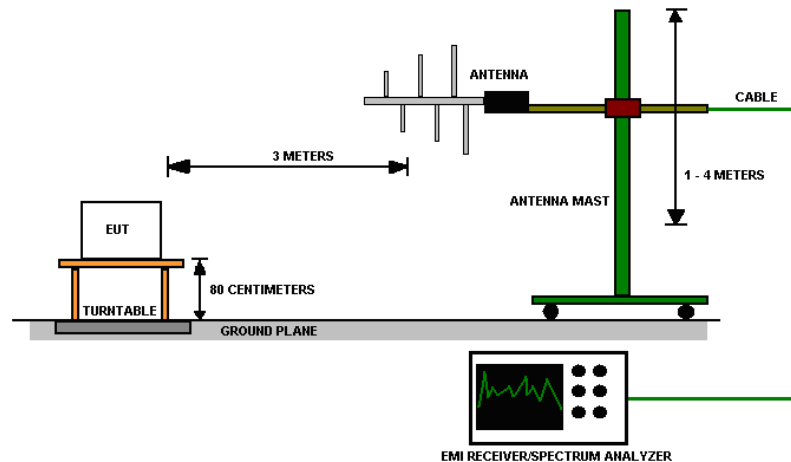 ANTENNA
CABLE
3 METERS
1 - 4 METERS
ANTENNA MAST
EUT
80 CENTIMETERS
TURNTABLE
GROUND PLANE
EMI RECEIVER/SPECTRUM ANALYZER